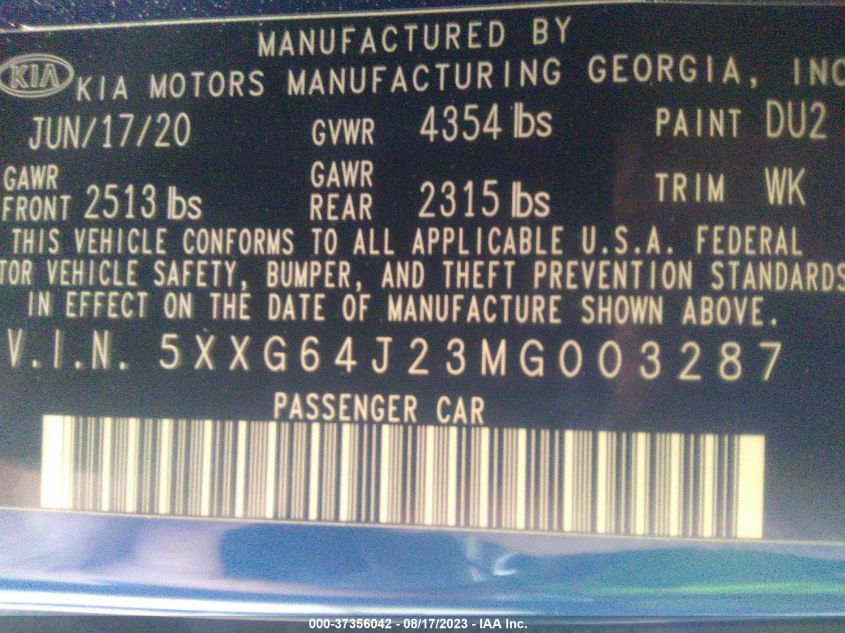 MANUFACTURED BY
KIA KIA MOTORS MANUFACTURING GEORGIA, INC
JUN/17/20 GVWR 4354 lbs PAINT DU2
GAWR FRONT 2513 lbs GAWR REAR 2315 lbs TRIM WK
THIS VEHICLE CONFORMS TO ALL APPLICABLE U.S.A. FEDERAL
TOR VEHICLE SAFETY, BUMPER, AND THEFT PREVENTION STANDARDS
IN EFFECT ON THE DATE OF MANUFACTURE SHOWN ABOVE.
V.I.N. 5XXG64J23MG003287
PASSENGER CAR
000-37356042 - 08/17/2023 - IAA Inc.